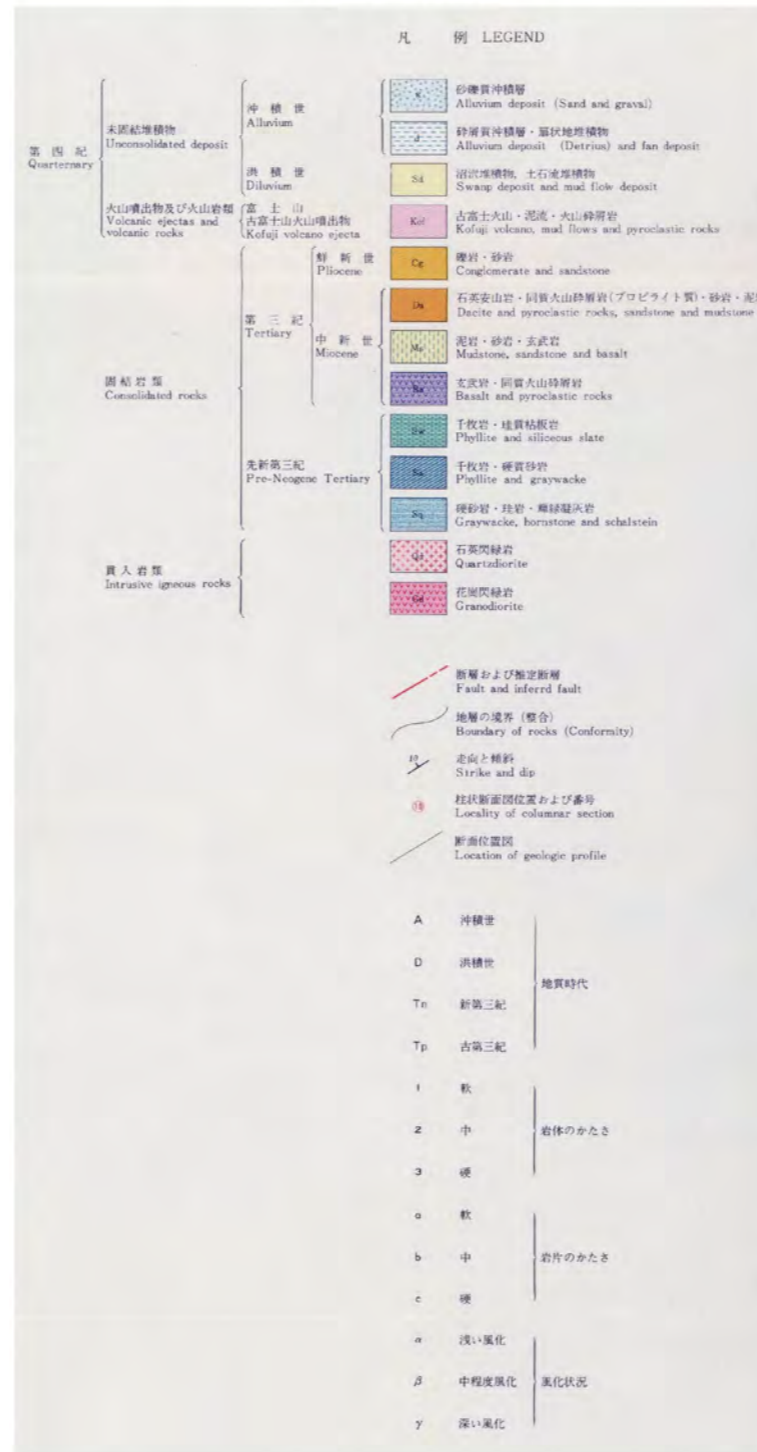 凡 例 LEGEND
第四紀
Quarternary
未固結堆積物
Unconsolidated deposit
沖積世
Alluvium
砂礫質沖積層
Alluvium deposit (Sand and graval)
砕屑質沖積層・扇状地堆積物
Alluvium deposit (Detrius) and fan deposit
洪積世
Diluvium
Sd
沼沢堆積物, 土石流堆積物
Swanp deposit and mud flow deposit
火山噴出物及び火山岩類
Volcanic ejectas and
volcanic rocks
富士山
古富士山火山噴出物
Kofuji volcano ejecta
Kof
古富士火山・泥流・火山砕屑岩
Kofuji volcano, mud flows and pyroclastic rocks
固結岩類
Consolidated rocks
第三紀
Tertiary
鮮新世
Pliocene
Cg
礫岩・砂岩
Conglomerate and sandstone
中新世
Miocene
Da
石英安山岩・同質火山砕屑岩(プロピライト質)・砂岩・泥
Dacite and pyroclastic rocks, sandstone and mudstone
泥岩・砂岩・玄武岩
Mudstone, sandstone and basalt
Ba
玄武岩・同質火山砕屑岩
Basalt and pyroclastic rocks
先新第三紀
Pre-Neogene Tertiary
千枚岩・珪質粘板岩
Phyllite and siliceous slate
千枚岩・硬質砂岩
Phyllite and graywacke
硬砂岩・珪岩・輝緑凝灰岩
Graywacke, hornstone and schalstein
貫入岩類
Intrusive igneous rocks
石英閃緑岩
Quartzdiorite
Gd
花崗閃緑岩
Granodiorite
断層および推定断層
Fault and inferrd fault
地層の境界 (整合)
Boundary of rocks (Conformity)
走向と傾斜
Strike and dip
柱状断面図位置および番号
Locality of columnar section
断面位置図
Location of geologic profile
A 沖積世
D 洪積世
Tn 新第三紀
Tp 古第三紀
地質時代
1 軟
2 中
3 硬
岩体のかたさ
a 軟
b 中
c 硬
岩片のかたさ
α 浅い風化
β 中程度風化
γ 深い風化
風化状況